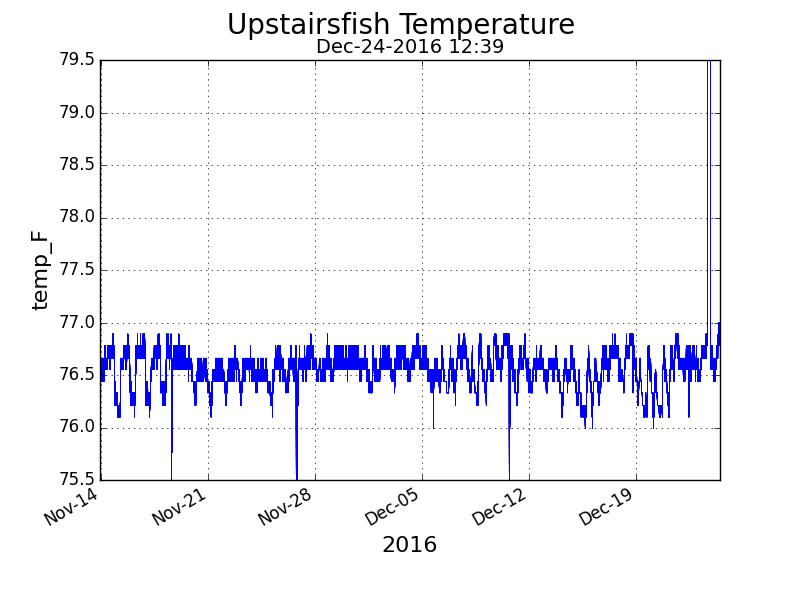 Upstairsfish Temperature
Dec-24-2016 12:39
79.5
79.0
78.5
78.0
77.5
77.0
76.5
76.0
75.5
temp_F
Nov-14
Nov-21
Nov-28
Dec-05
Dec-12
Dec-19
2016